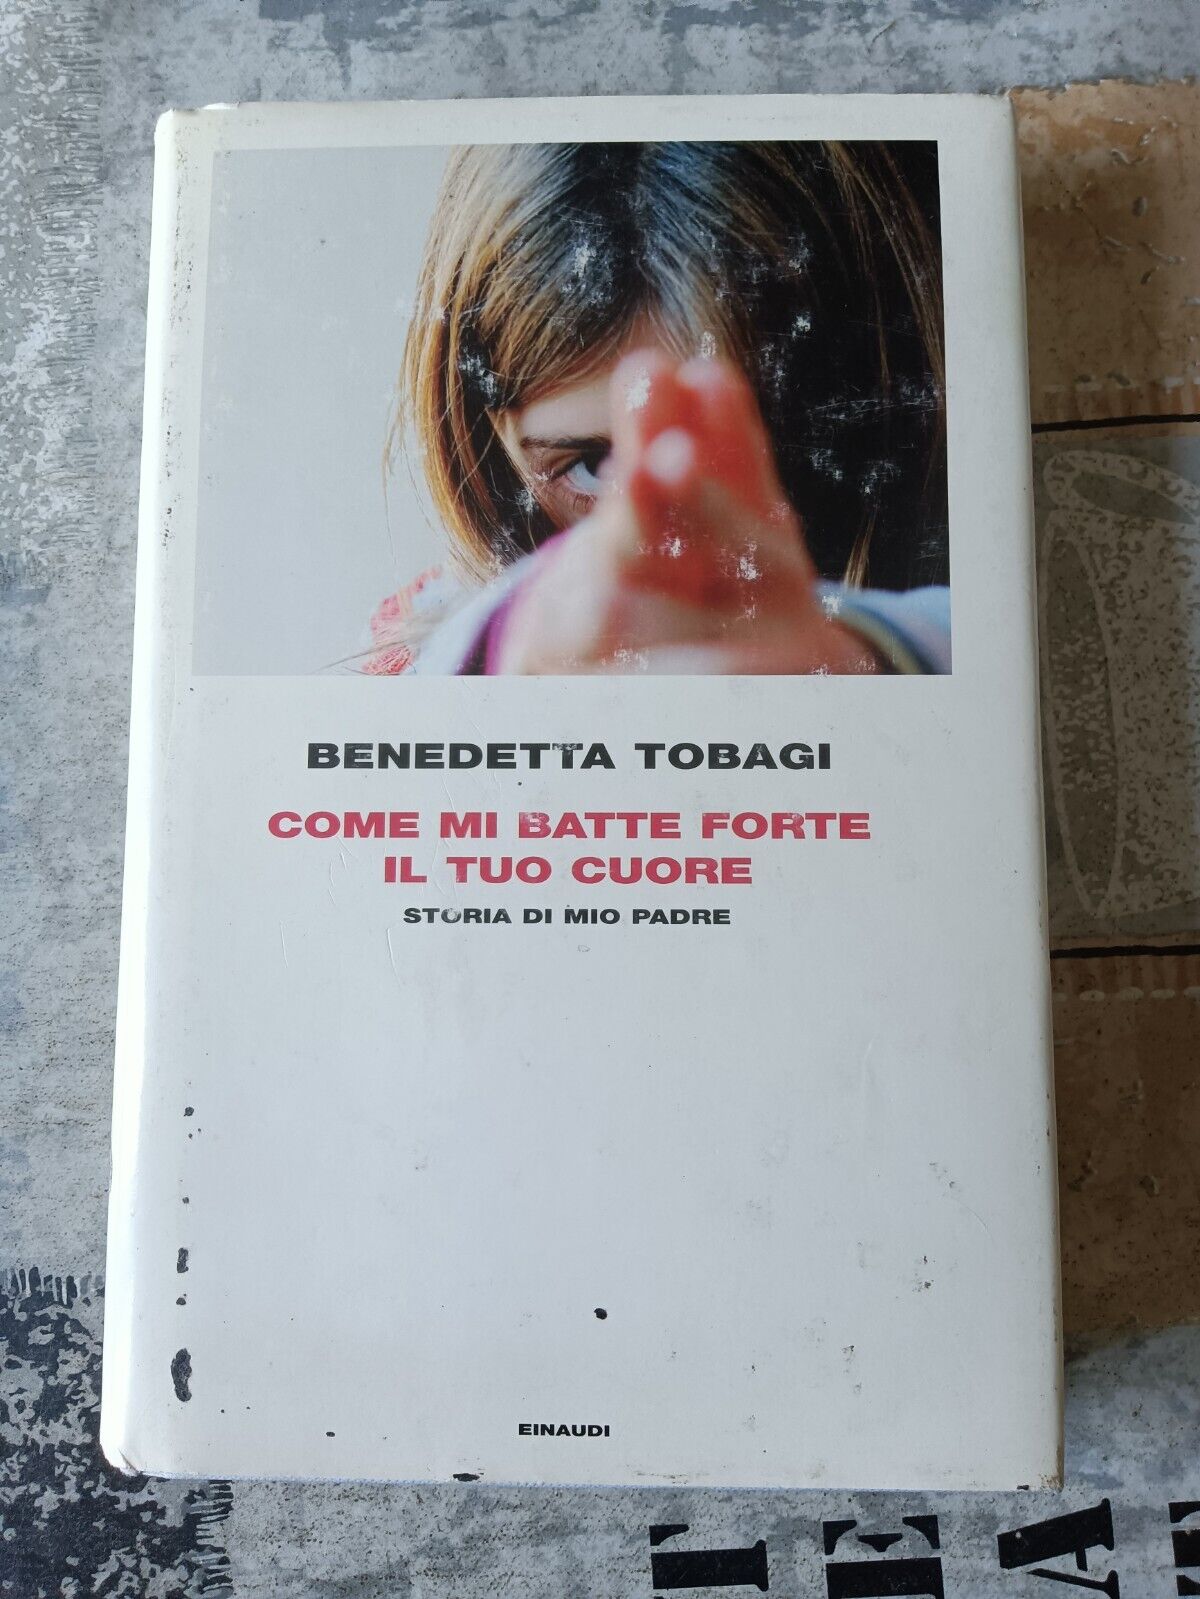 BENEDETTA TOBAGI
COME MI BATTE FORTE
IL TUO CUORE
STORIA DI MIO PADRE
EINAUDI